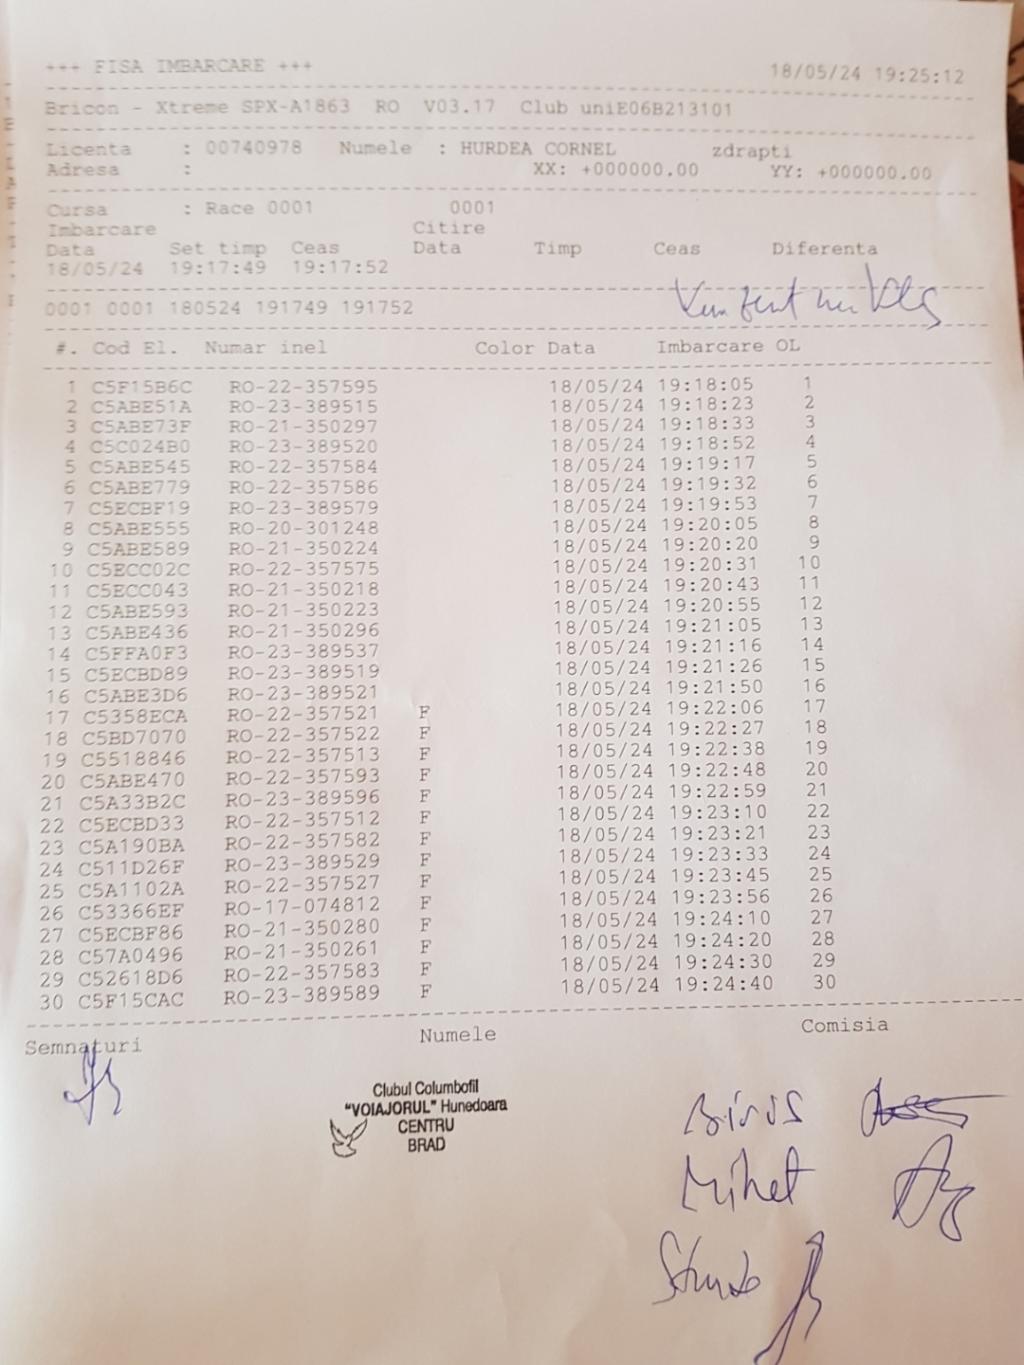 +++ FISA IMBARCARE +++ 18/05/24 19:25:12
Bricon - Xtreme SPX-A1863 RO V03.17 Club uniE06B213101
Licenta : 00740978 Numele : HURDEA CORNEL zdrapti
Adresa : XX: +000000.00 YY: +000000.00
Cursa : Race 0001 0001
Imbarcare Citire
Data Set timp Ceas Data Timp Ceas Diferenta
18/05/24 19:17:49 19:17:52
0001 0001 180524 191749 191752
#. Cod El. Numar inel Color Data Imbarcare OL
1 C5F15B6C RO-22-357595 18/05/24 19:18:05 1
2 C5ABE51A RO-23-389515 18/05/24 19:18:23 2
3 C5ABE73F RO-21-350297 18/05/24 19:18:33 3
4 C5C024B0 RO-23-389520 18/05/24 19:18:52 4
5 C5ABE545 RO-22-357584 18/05/24 19:19:17 5
6 C5ABE779 RO-22-357586 18/05/24 19:19:32 6
7 C5ECBF19 RO-23-389579 18/05/24 19:19:53 7
8 C5ABE555 RO-20-301248 18/05/24 19:20:05 8
9 C5ABE589 RO-21-350224 18/05/24 19:20:20 9
10 C5ECC02C RO-22-357575 18/05/24 19:20:31 10
11 C5ECC043 RO-21-350218 18/05/24 19:20:43 11
12 C5ABE593 RO-21-350223 18/05/24 19:20:55 12
13 C5ABE436 RO-21-350296 18/05/24 19:21:05 13
14 C5FFA0F3 RO-23-389537 18/05/24 19:21:16 14
15 C5ECBD89 RO-23-389519 18/05/24 19:21:26 15
16 C5ABE3D6 RO-23-389521 18/05/24 19:21:50 16
17 C5358ECA RO-22-357521 F 18/05/24 19:22:06 17
18 C5BD7070 RO-22-357522 F 18/05/24 19:22:27 18
19 C5518846 RO-22-357513 F 18/05/24 19:22:38 19
20 C5ABE470 RO-22-357593 F 18/05/24 19:22:48 20
21 C5A33B2C RO-23-389596 F 18/05/24 19:22:59 21
22 C5ECBD33 RO-22-357512 F 18/05/24 19:23:10 22
23 C5A190BA RO-22-357582 F 18/05/24 19:23:21 23
24 C511D26F RO-23-389529 F 18/05/24 19:23:33 24
25 C5A1102A RO-22-357527 F 18/05/24 19:23:45 25
26 C53366EF RO-17-074812 F 18/05/24 19:23:56 26
27 C5ECBF86 RO-21-350280 F 18/05/24 19:24:10 27
28 C57A0496 RO-21-350261 F 18/05/24 19:24:20 28
29 C52618D6 RO-22-357583 F 18/05/24 19:24:30 29
30 C5F15CAC RO-23-389589 F 18/05/24 19:24:40 30
Semnaturi Numele Comisia
Clubul Columbofil
"VOIAJORUL" Hunedoara
CENTRU
BRAD
Mihet